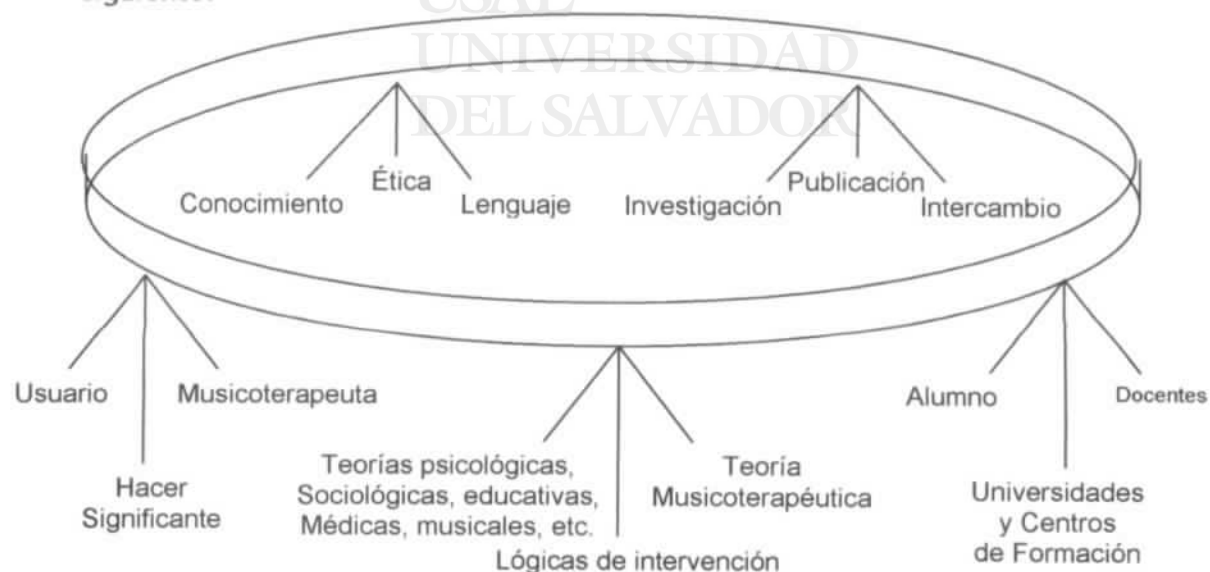 siguiente:
USAL
UNIVERSIDAD
DEL SALVADOR
Conocimiento
Ética
Lenguaje
Investigación
Publicación
Intercambio
Usuario
Hacer
Significante
Musicoterapeuta
Teorías psicológicas,
Sociológicas, educativas,
Médicas, musicales, etc.
Lógicas de intervención
Teoría
Musicoterapéutica
Alumno
Universidades
y Centros
de Formación
Docentes